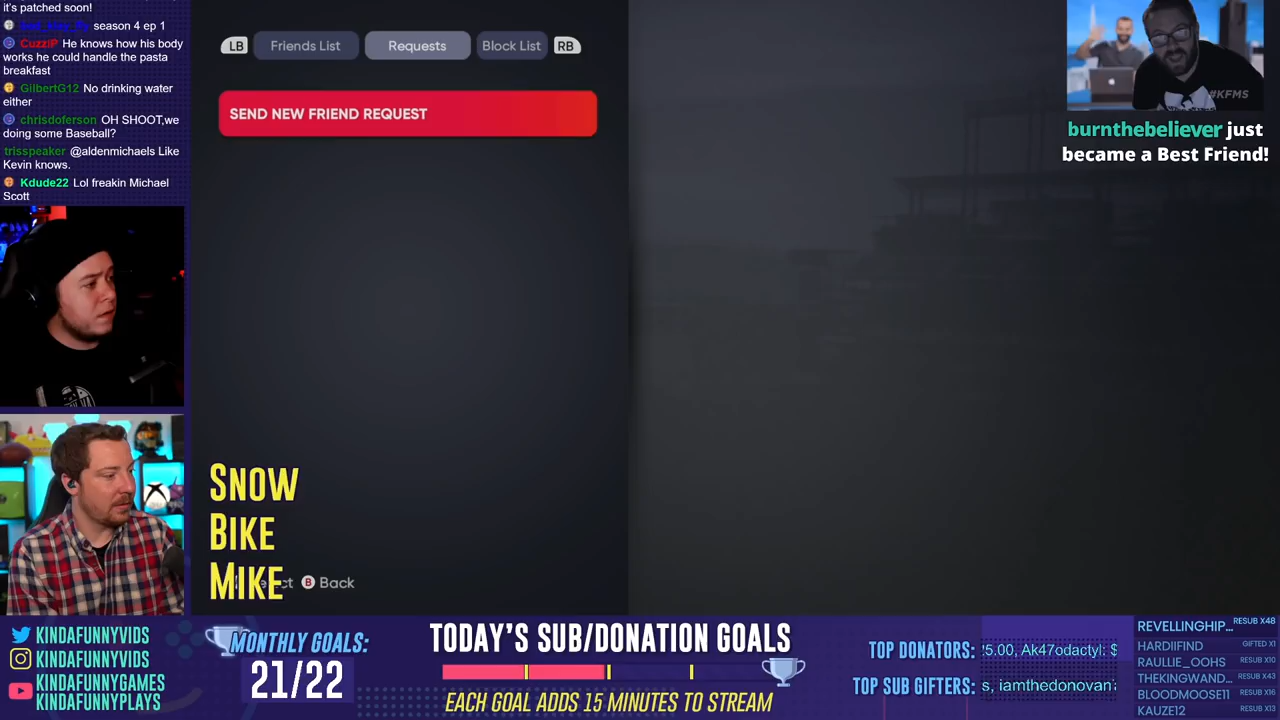 it's patched soon!
season 4 ep 1
CuzziP He knows how his body
works he could handle the pasta
breakfast
GilbertG12 No drinking water
either
chrisdoferson OH SHOOT,we
doing some Baseball?
trisspeaker @aldenmichaels Like
Kevin knows.
Kdude22 Lol freakin Michael
Scott
LB Friends List Requests Block List RB
SEND NEW FRIEND REQUEST
#KFMS
burnthebeliever just
became a Best Friend!
SNOW
BIKE
MIKE
B Back
KINDAFUNNYVIDS
KINDAFUNNYVIDS
KINDAFUNNYGAMES
KINDAFUNNYPLAYS
MONTHLY GOALS:
21/22
TODAY'S SUB/DONATION GOALS
EACH GOAL ADDS 15 MINUTES TO STREAM
TOP DONATORS: 5.00, Ak47odactyl: $
TOP SUB GIFTERS: s, iamthedonovan:
REVELLINGHIP... RESUB X48
HARDIIFIND GIFTED X1
RAULLIE_OOHS RESUB X10
THEKINGWAND... RESUB X43
BLOODMOOSE11 RESUB X16
KAUZE12 RESUB X13